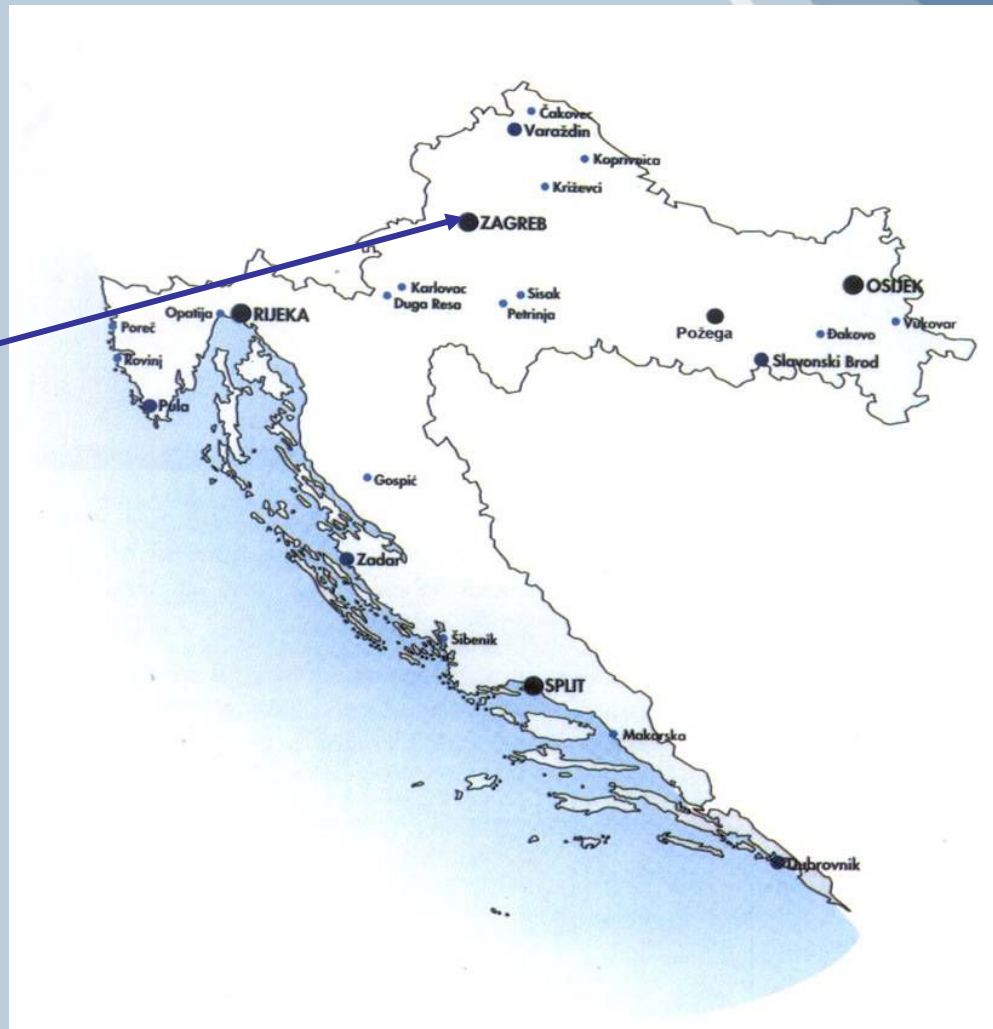 Čakovec
Varaždin
Koprivnica
Križevci
ZAGREB
Karlovac
Duga Resa
Sisak
Petrinja
OSIJEK
Opatija
RIJEKA
Požega
Vukovar
Poreč
Đakovo
Rovinj
Slavonski Brod
Pula
Gospić
Zadar
Šibenik
SPLIT
Makarska
Dubrovnik